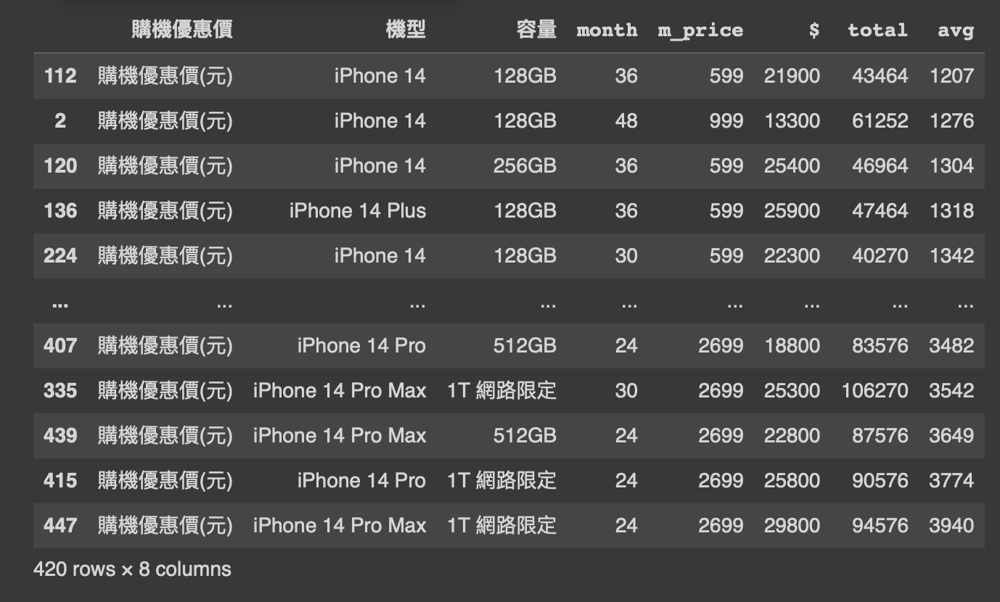 購機優惠價 機型 容量 month m_price $ total avg
112 購機優惠價(元) iPhone 14 128GB 36 599 21900 43464 1207
2 購機優惠價(元) iPhone 14 128GB 48 999 13300 61252 1276
120 購機優惠價(元) iPhone 14 256GB 36 599 25400 46964 1304
136 購機優惠價(元) iPhone 14 Plus 128GB 36 599 25900 47464 1318
224 購機優惠價(元) iPhone 14 128GB 30 599 22300 40270 1342
... ... ... ... ... ... ... ... ...
407 購機優惠價(元) iPhone 14 Pro 512GB 24 2699 18800 83576 3482
335 購機優惠價(元) iPhone 14 Pro Max 1T 網路限定 30 2699 25300 106270 3542
439 購機優惠價(元) iPhone 14 Pro Max 512GB 24 2699 22800 87576 3649
415 購機優惠價(元) iPhone 14 Pro 1T 網路限定 24 2699 25800 90576 3774
447 購機優惠價(元) iPhone 14 Pro Max 1T 網路限定 24 2699 29800 94576 3940
420 rows × 8 columns